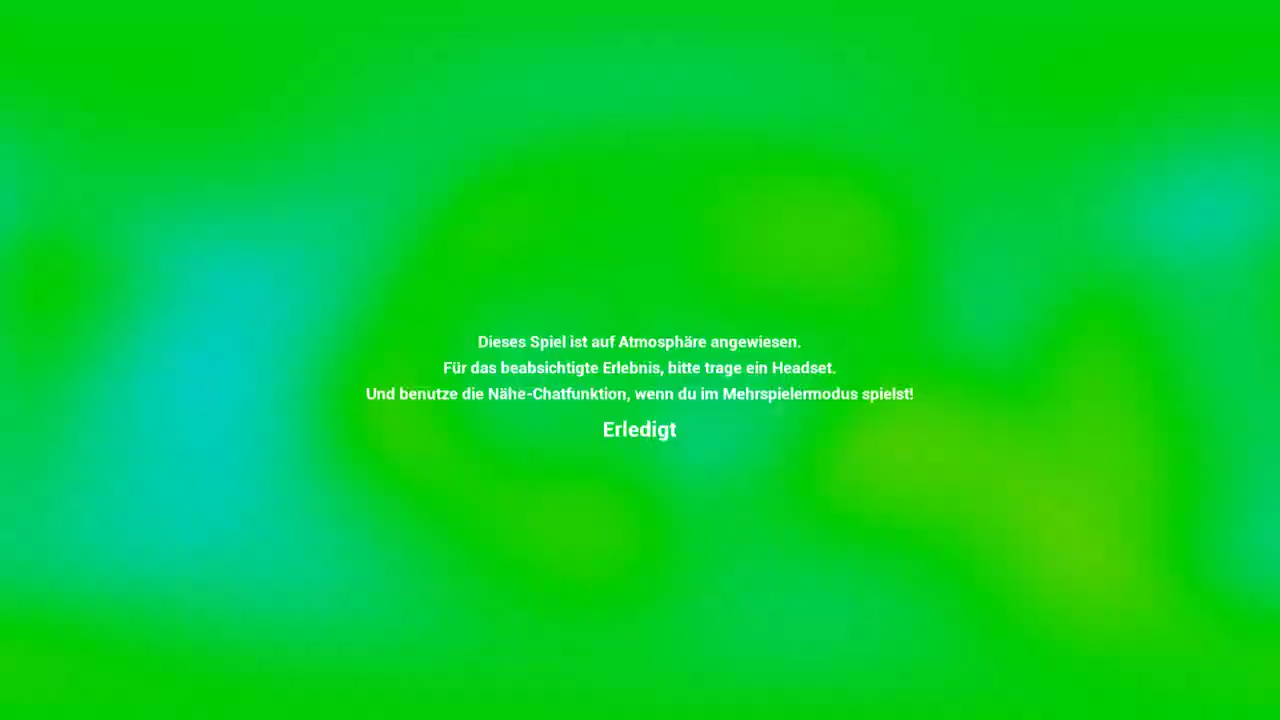 Dieses Spiel ist auf Atmosphäre angewiesen.
Für das beabsichtigte Erlebnis, bitte trage ein Headset.
Und benutze die Nähe-Chatfunktion, wenn du im Mehrspielermodus spielst!
Erledigt